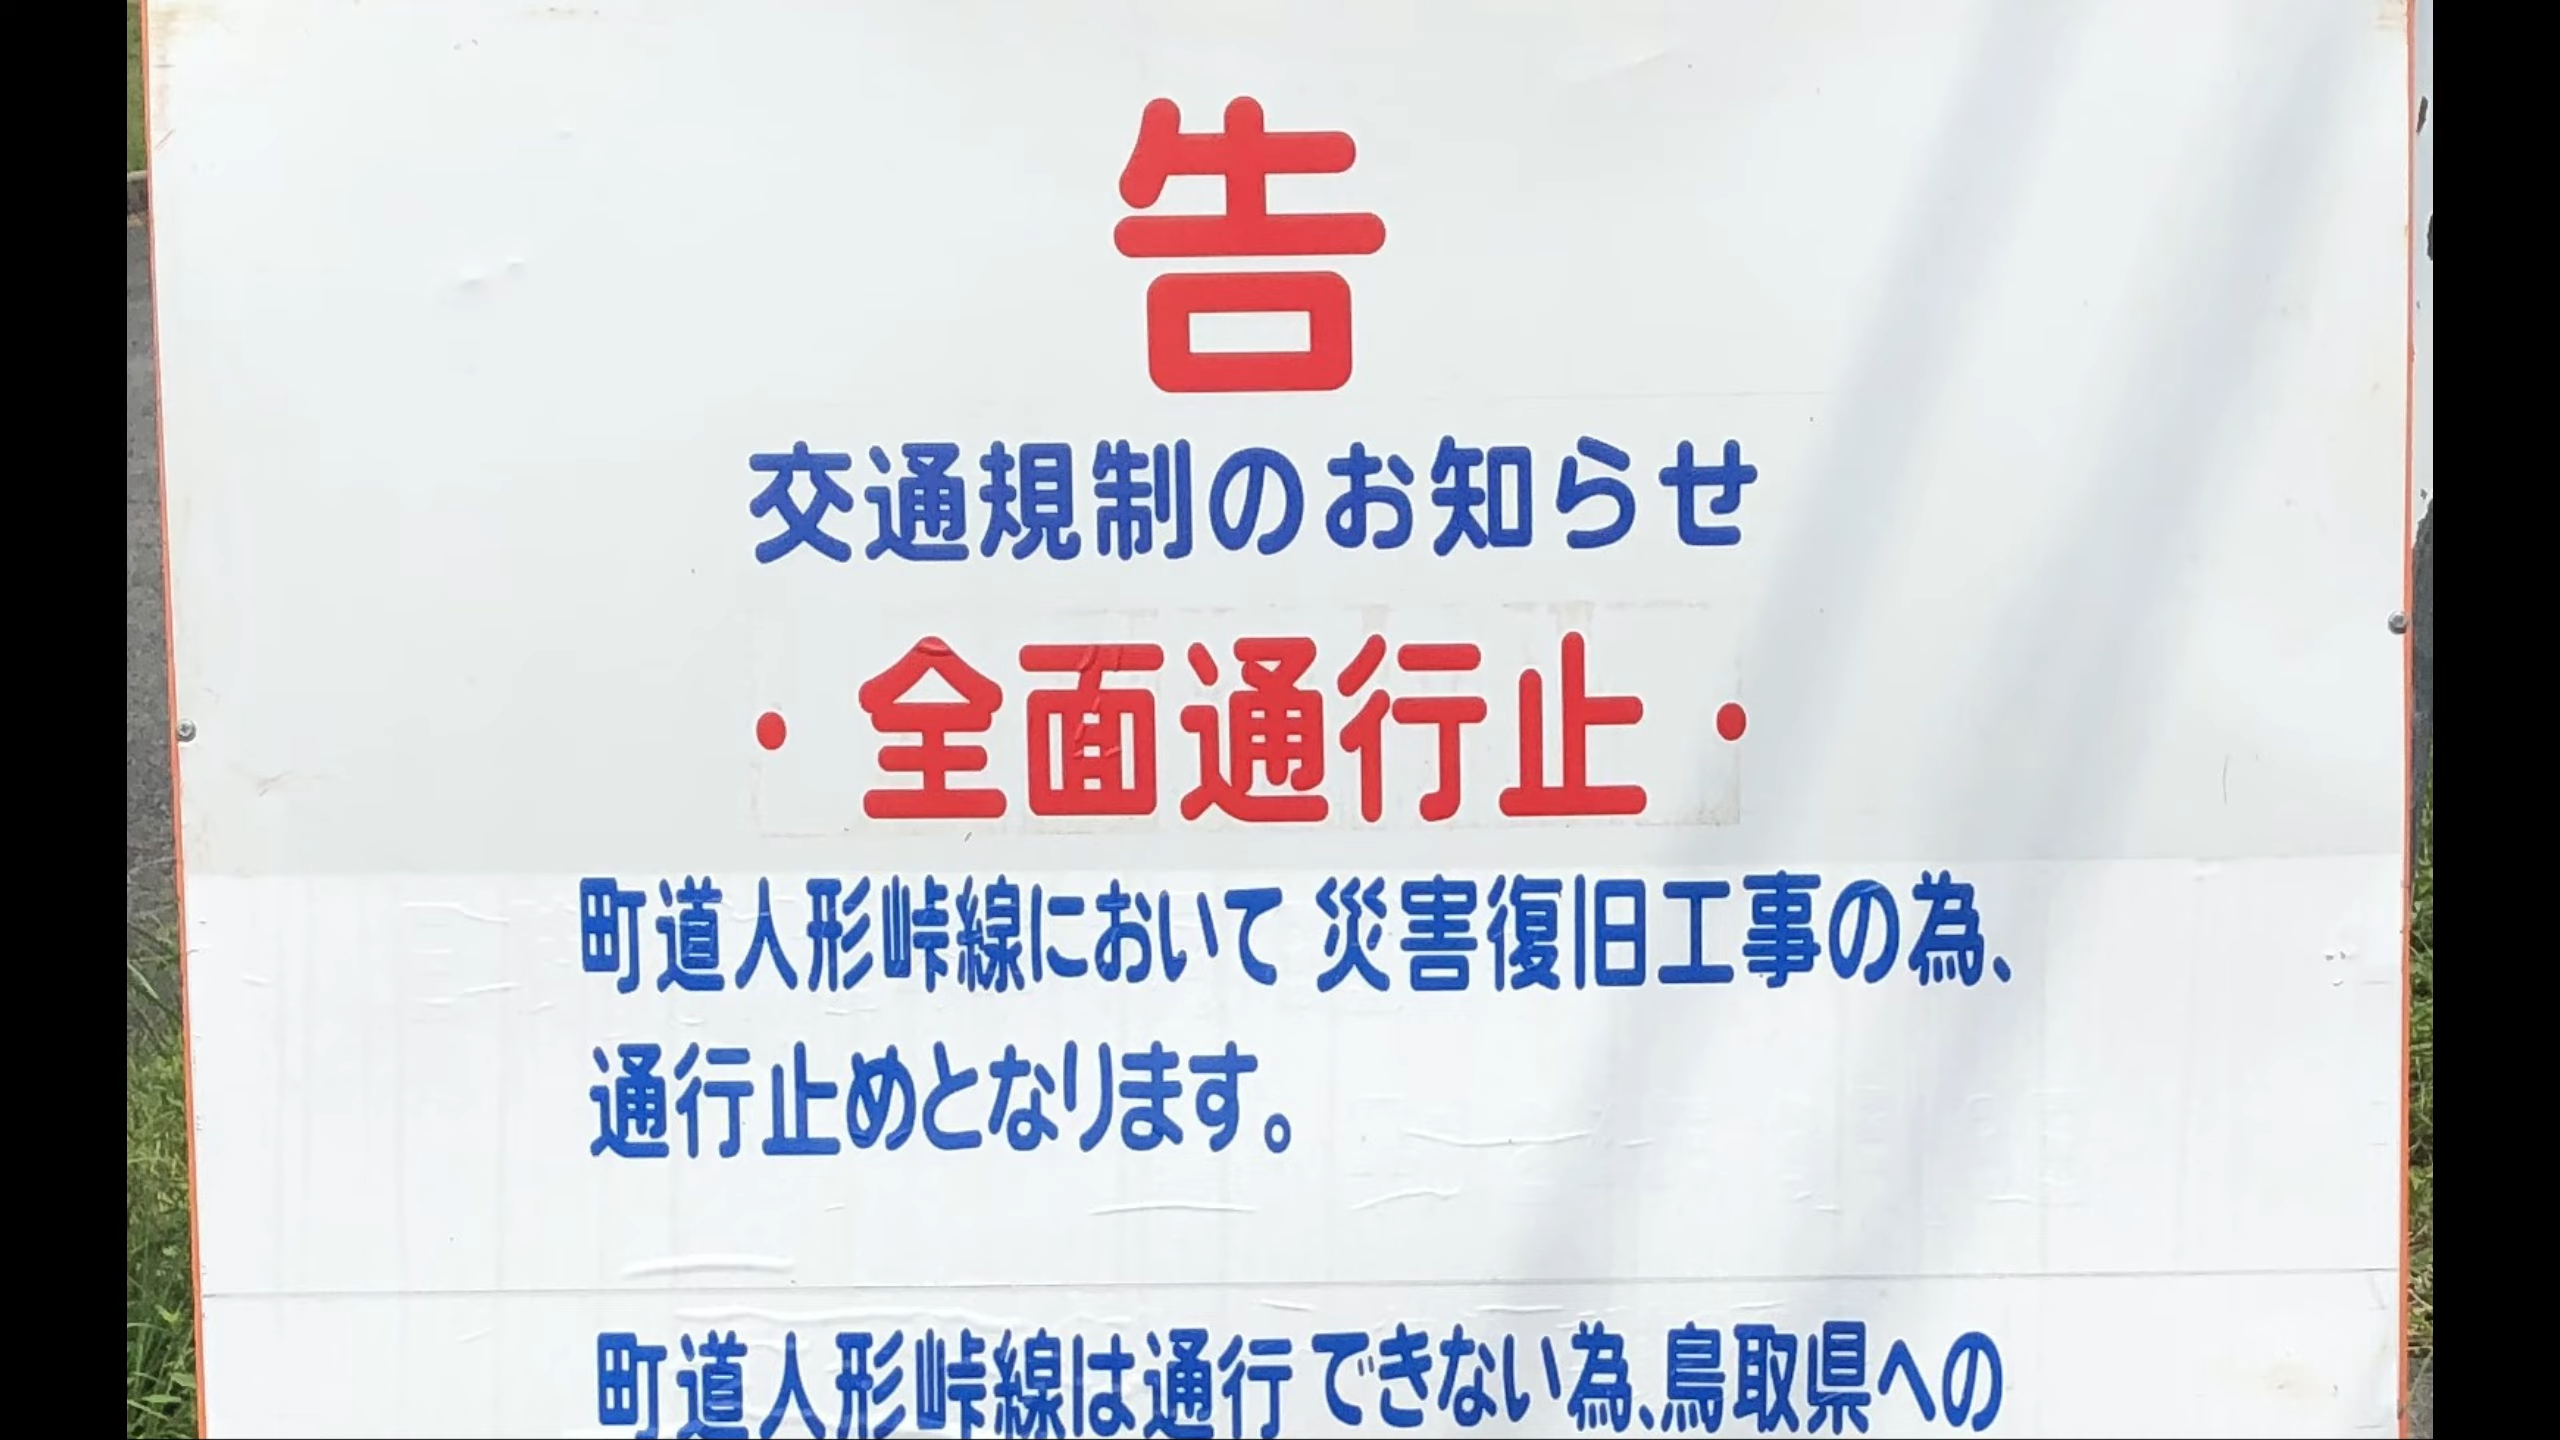 告
交通規制のお知らせ
・全面通行止・
町道人形峠線において 災害復旧工事の為、
通行止めとなります。
町道人形峠線は通行できない為、鳥取県への